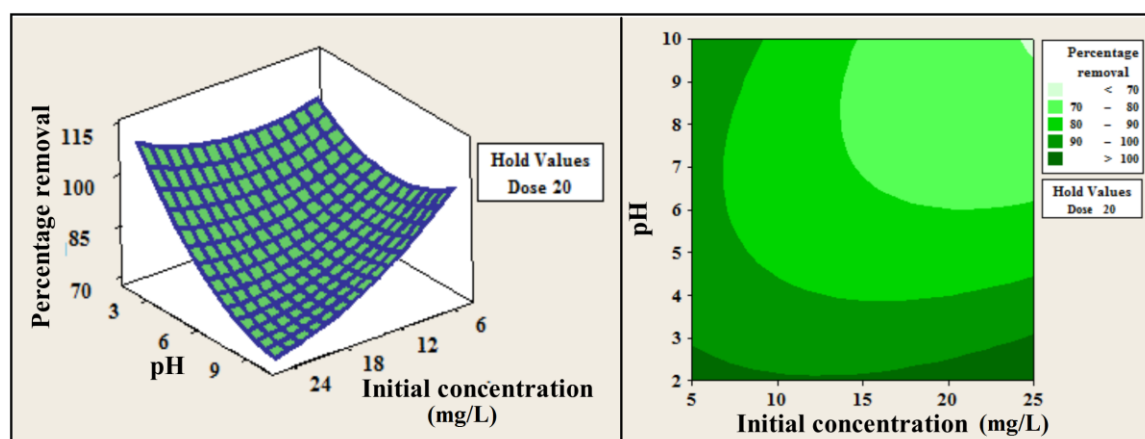 115
100
85
70
Percentage removal
3
6
9
pH
24
18
12
6
Initial concentration
(mg/L)
Hold Values
Dose 20
10
9
8
7
6
5
4
3
2
pH
5
10
15
20
25
Initial concentration (mg/L)
Percentage
removal
< 70
70 – 80
80 – 90
90 – 100
> 100
Hold Values
Dose 20